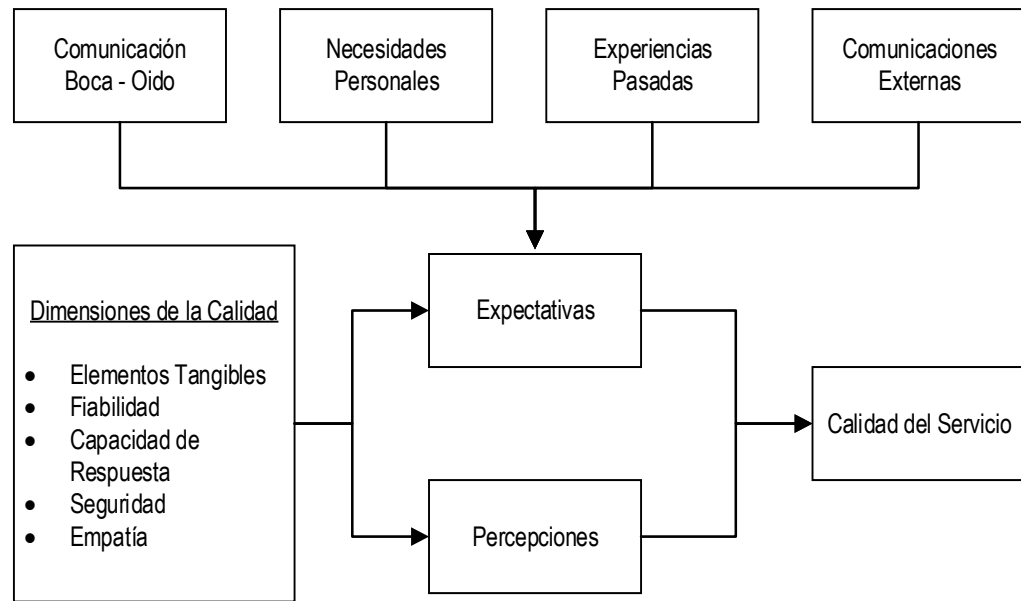 Comunicación
Boca - Oido
Necesidades
Personales
Experiencias
Pasadas
Comunicaciones
Externas
Dimensiones de la Calidad
• Elementos Tangibles
• Fiabilidad
• Capacidad de
Respuesta
• Seguridad
• Empatía
Expectativas
Percepciones
Calidad del Servicio